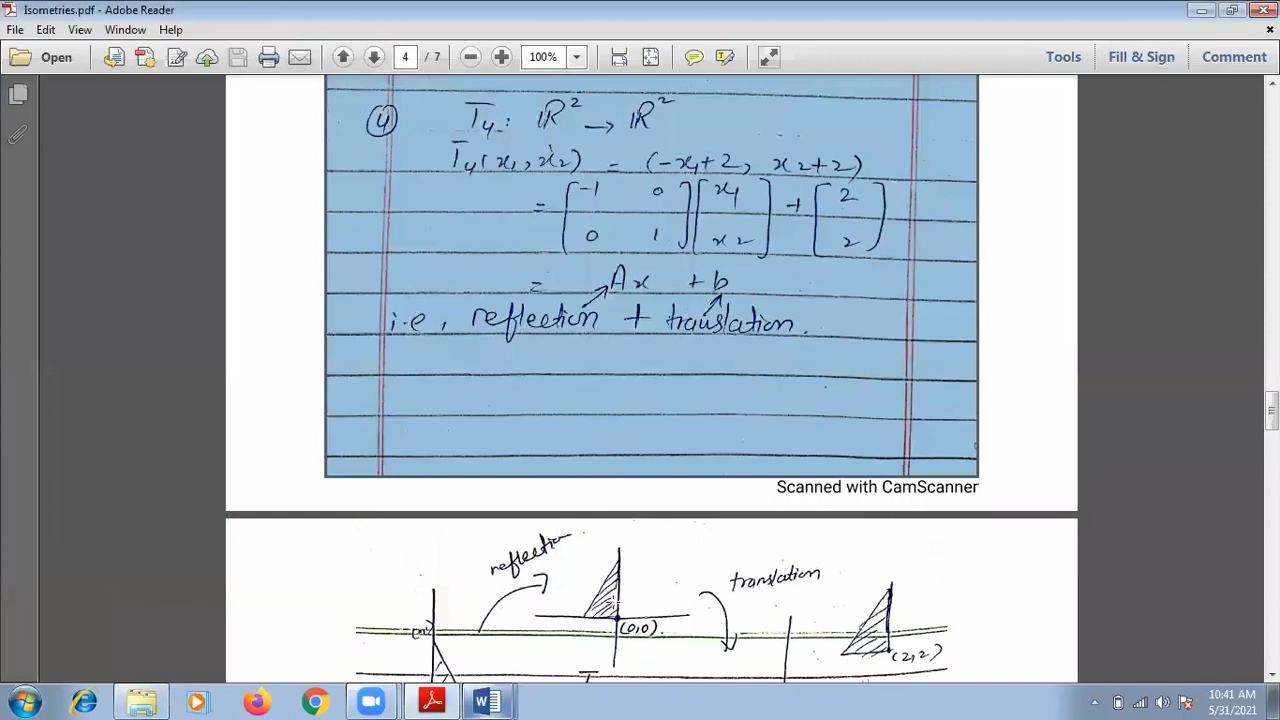 Isometries.pdf - Adobe Reader
File Edit View Window Help
Open 4 / 7 100% Tools Fill & Sign Comment
④ T₄: ℝ² → ℝ²
T₄(x₁, x₂) = (-x₁+2, x₂+2)
= [-1 0 [x₁ + [2
0 1] x₂] 2]
= Ax + b
i.e, reflection + translation.
Scanned with CamScanner
reflection
translation
(0,0)
(2,2)
10:41 AM
5/31/2021